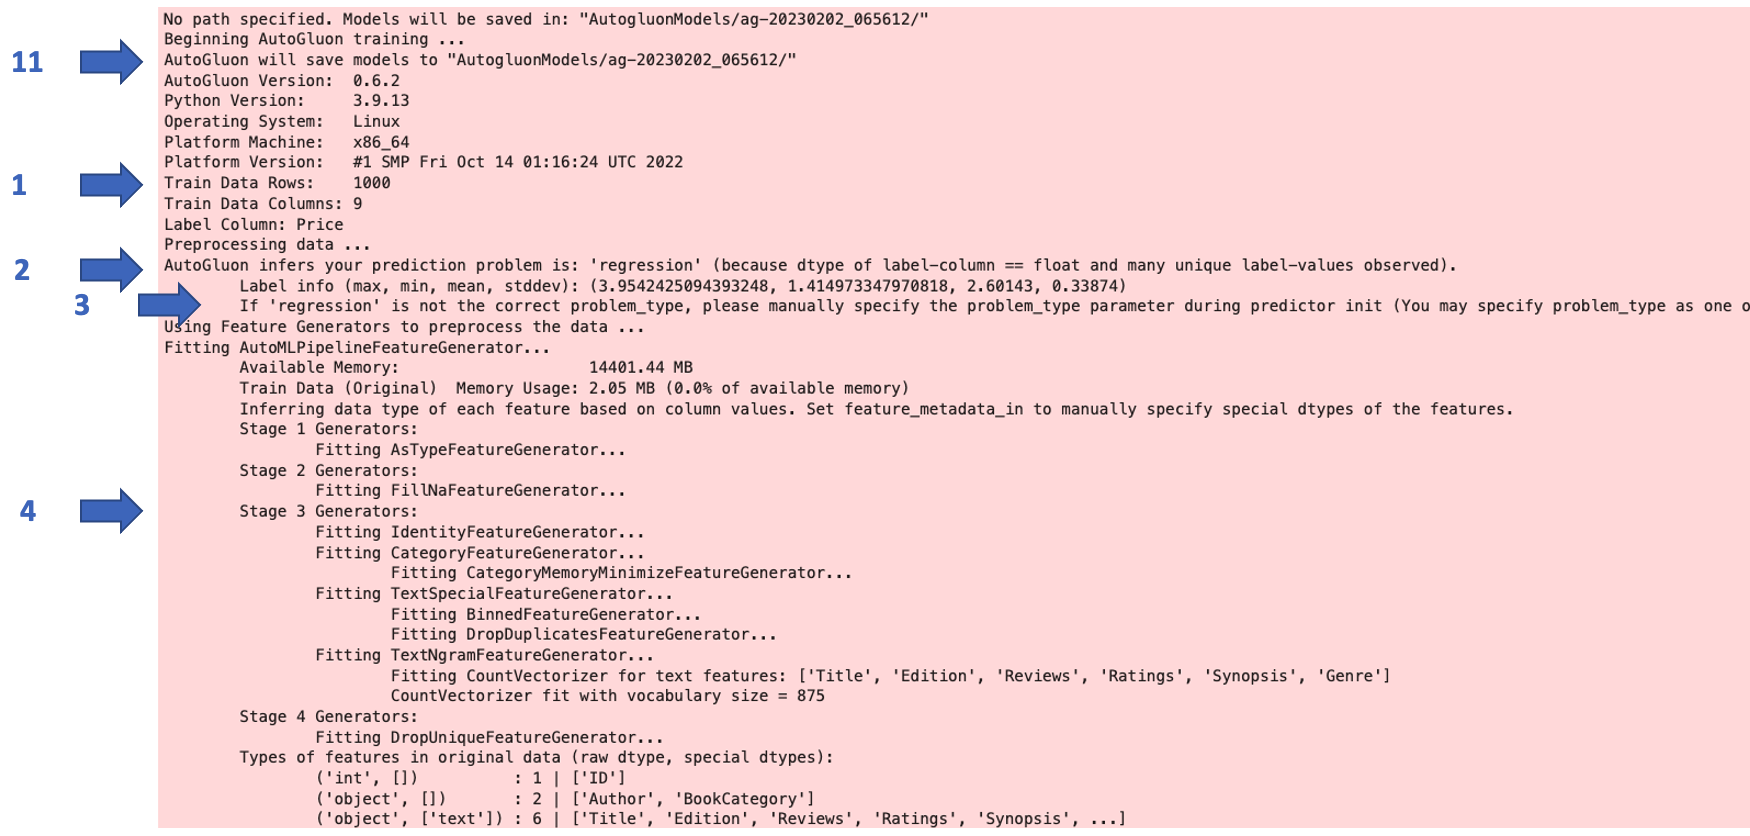 No path specified. Models will be saved in: "AutogluonModels/ag-20230202_065612/"
Beginning AutoGluon training ...
11 AutoGluon will save models to "AutogluonModels/ag-20230202_065612/"
AutoGluon Version:  0.6.2
Python Version:     3.9.13
Operating System:   Linux
Platform Machine:   x86_64
Platform Version:   #1 SMP Fri Oct 14 01:16:24 UTC 2022
1 Train Data Rows:    1000
Train Data Columns: 9
Label Column: Price
Preprocessing data ...
2 AutoGluon infers your prediction problem is: 'regression' (because dtype of label-column == float and many unique label-values observed).
Label info (max, min, mean, stddev): (3.9542425094393248, 1.414973347970818, 2.60143, 0.33874)
3 If 'regression' is not the correct problem_type, please manually specify the problem_type parameter during predictor init (You may specify problem_type as one o
Using Feature Generators to preprocess the data ...
Fitting AutoMLPipelineFeatureGenerator...
Available Memory:                    14401.44 MB
Train Data (Original)  Memory Usage: 2.05 MB (0.0% of available memory)
Inferring data type of each feature based on column values. Set feature_metadata_in to manually specify special dtypes of the features.
Stage 1 Generators:
Fitting AsTypeFeatureGenerator...
Stage 2 Generators:
Fitting FillNaFeatureGenerator...
4 Stage 3 Generators:
Fitting IdentityFeatureGenerator...
Fitting CategoryFeatureGenerator...
Fitting CategoryMemoryMinimizeFeatureGenerator...
Fitting TextSpecialFeatureGenerator...
Fitting BinnedFeatureGenerator...
Fitting DropDuplicatesFeatureGenerator...
Fitting TextNgramFeatureGenerator...
Fitting CountVectorizer for text features: ['Title', 'Edition', 'Reviews', 'Ratings', 'Synopsis', 'Genre']
CountVectorizer fit with vocabulary size = 875
Stage 4 Generators:
Fitting DropUniqueFeatureGenerator...
Types of features in original data (raw dtype, special dtypes):
('int', [])          : 1 | ['ID']
('object', [])       : 2 | ['Author', 'BookCategory']
('object', ['text']) : 6 | ['Title', 'Edition', 'Reviews', 'Ratings', 'Synopsis', ...]